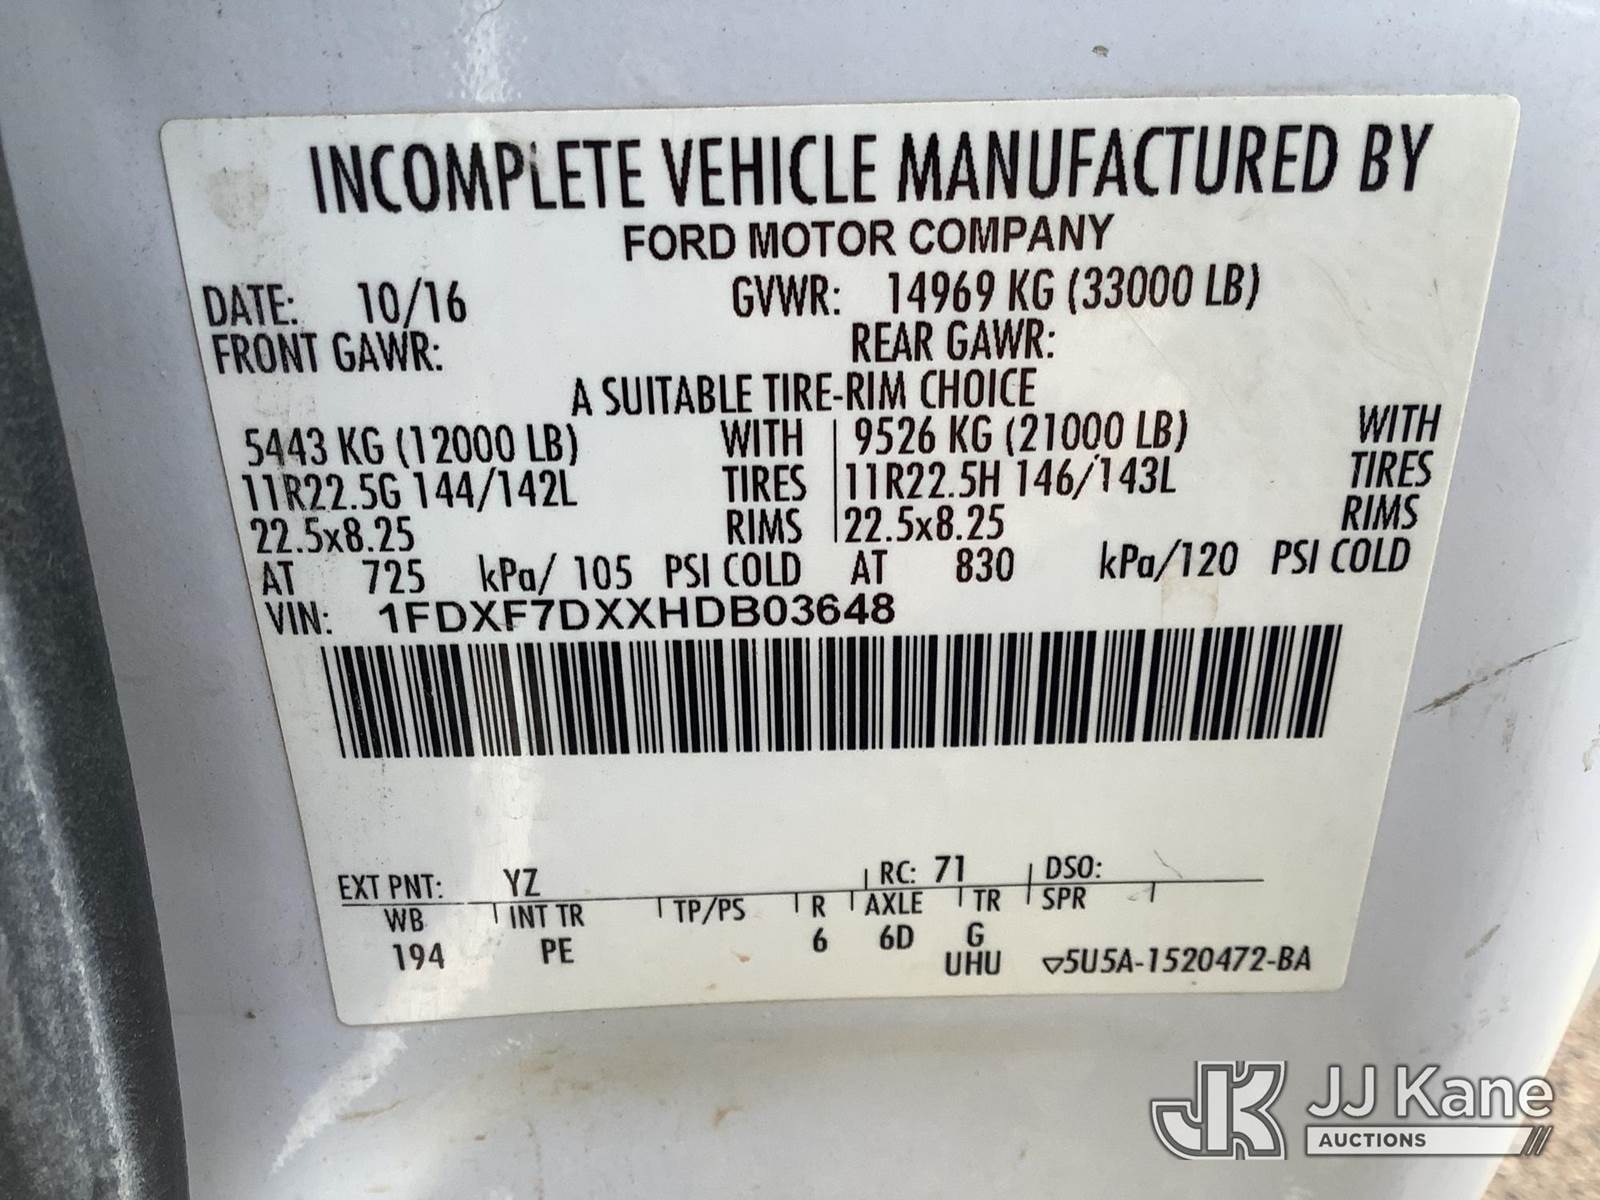 INCOMPLETE VEHICLE MANUFACTURED BY
FORD MOTOR COMPANY
DATE: 10/16 GVWR: 14969 KG (33000 LB)
FRONT GAWR: REAR GAWR:
A SUITABLE TIRE-RIM CHOICE
5443 KG (12000 LB) WITH 9526 KG (21000 LB) WITH
11R22.5G 144/142L TIRES 11R22.5H 146/143L TIRES
22.5x8.25 RIMS 22.5x8.25 RIMS
AT 725 kPa/ 105 PSI COLD AT 830 kPa/120 PSI COLD
VIN: 1FDXF7DXXHDB03648
EXT PNT: YZ RC: 71 DSO:
WB INT TR TP/PS R AXLE TR SPR
194 PE 6 6D G
UHU ▽5U5A-1520472-BA
JK JJ Kane
AUCTIONS